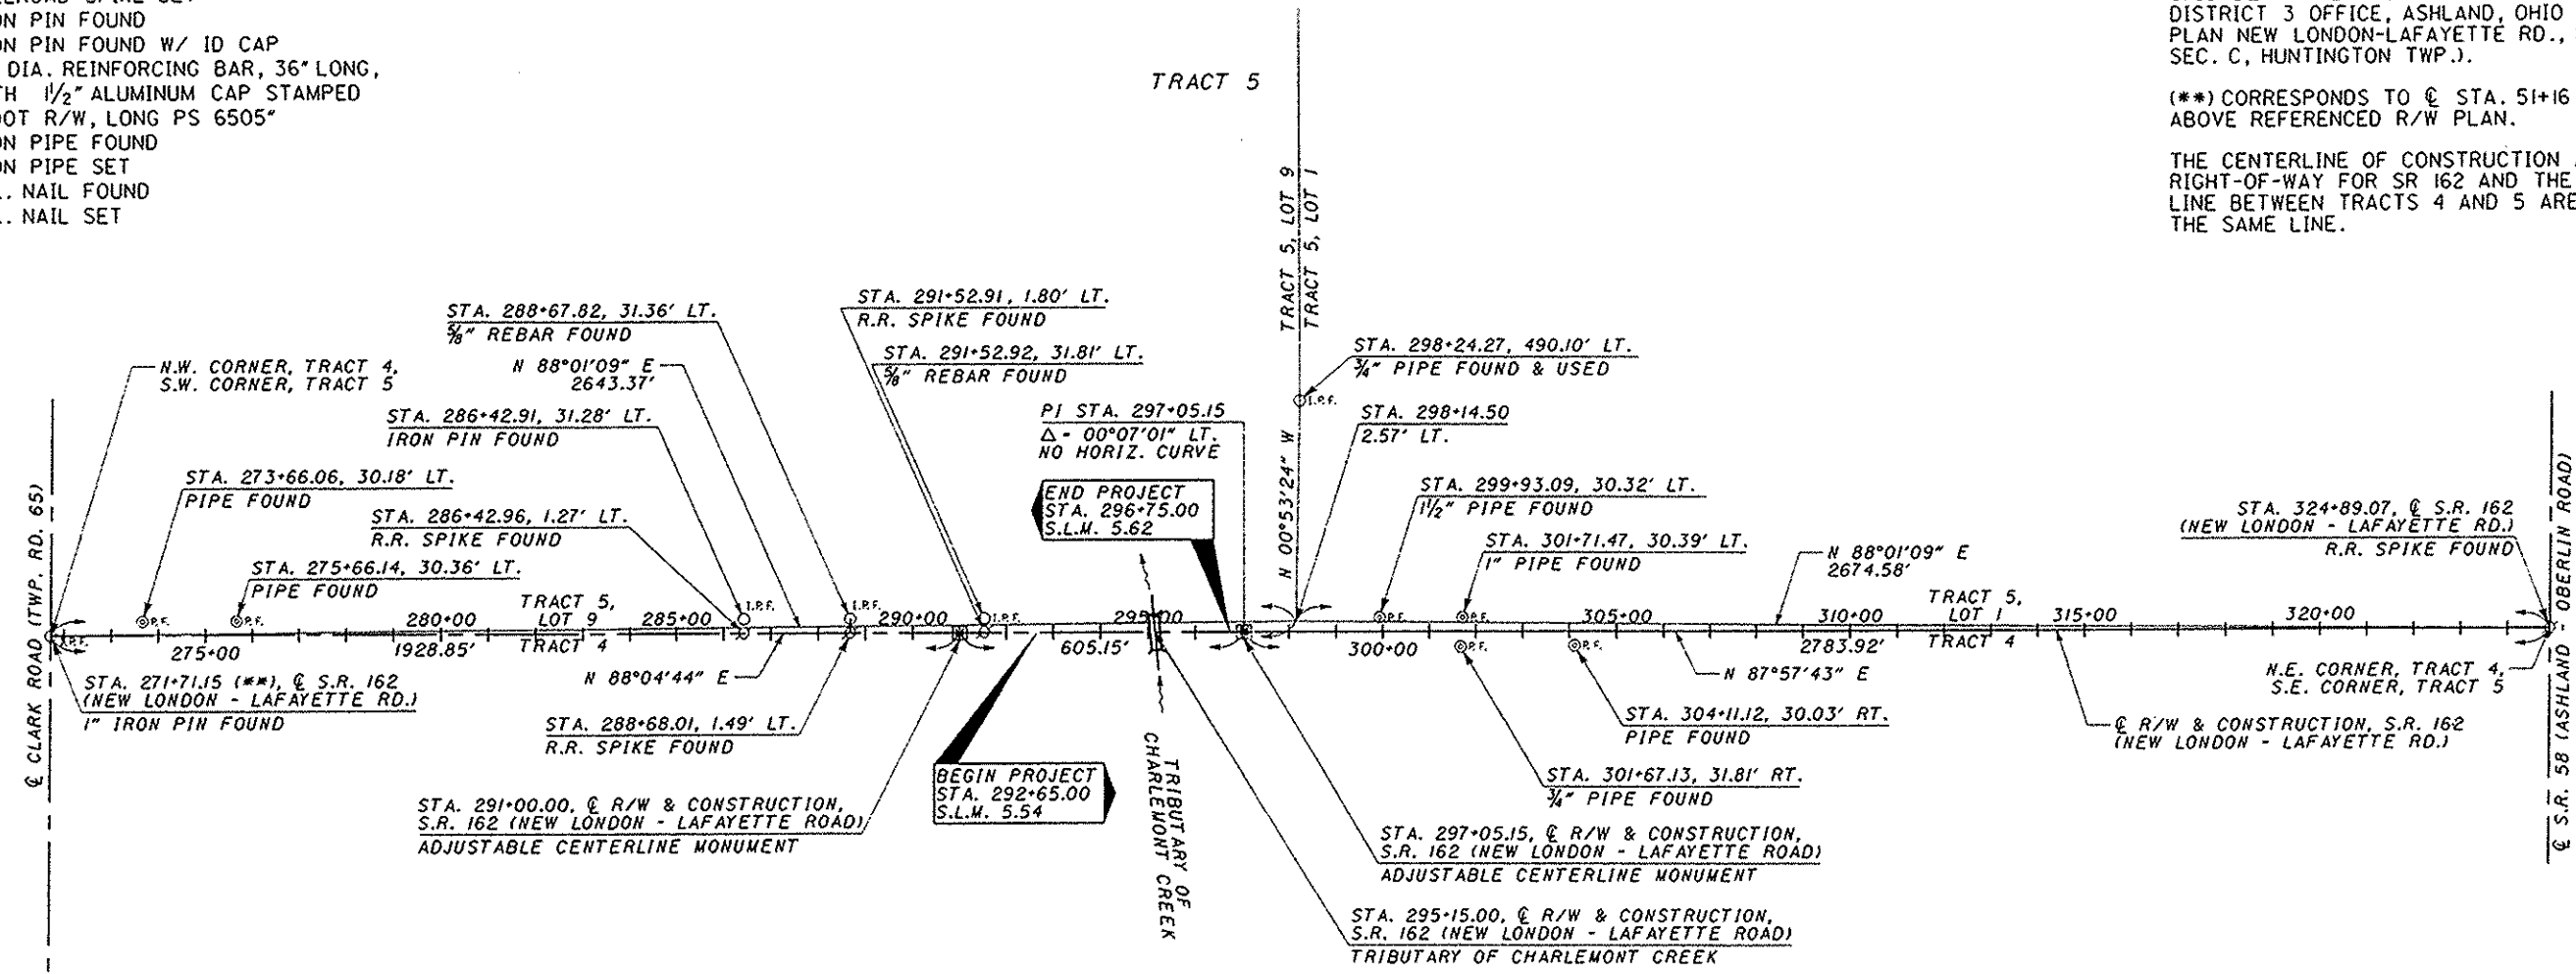 ON PIN FOUND
ON PIN FOUND W/ ID CAP
DIA. REINFORCING BAR, 36" LONG,
TH 1 1/2" ALUMINUM CAP STAMPED
OT R/W, LONG PS 6505"
ON PIPE FOUND
ON PIPE SET
. NAIL FOUND
. NAIL SET
DISTRICT 3 OFFICE, ASHLAND, OHIO
PLAN NEW LONDON-LAFAYETTE RD.,
SEC. C, HUNTINGTON TWP.).
(**) CORRESPONDS TO ℄ STA. 51+16
ABOVE REFERENCED R/W PLAN.
THE CENTERLINE OF CONSTRUCTION
RIGHT-OF-WAY FOR SR 162 AND THE
LINE BETWEEN TRACTS 4 AND 5 ARE
THE SAME LINE.
TRACT 5
TRACT 5, LOT 9
TRACT 5, LOT 1
N 00°53'24" W
STA. 288+67.82, 31.36' LT.
5/8" REBAR FOUND
STA. 291+52.91, 1.80' LT.
R.R. SPIKE FOUND
STA. 291+52.92, 31.81' LT.
5/8" REBAR FOUND
N.W. CORNER, TRACT 4,
S.W. CORNER, TRACT 5
N 88°01'09" E
2643.37'
STA. 286+42.91, 31.28' LT.
IRON PIN FOUND
STA. 273+66.06, 30.18' LT.
PIPE FOUND
STA. 286+42.96, 1.27' LT.
R.R. SPIKE FOUND
STA. 275+66.14, 30.36' LT.
PIPE FOUND
PI STA. 297+05.15
Δ - 00°07'01" LT.
NO HORIZ. CURVE
END PROJECT
STA. 296+75.00
S.L.M. 5.62
STA. 298+24.27, 490.10' LT.
3/4" PIPE FOUND & USED
I.P.F.
STA. 298+14.50
2.57' LT.
STA. 299+93.09, 30.32' LT.
1 1/2" PIPE FOUND
STA. 301+71.47, 30.39' LT.
1" PIPE FOUND
N 88°01'09" E
2674.58'
STA. 324+89.07, ℄ S.R. 162
(NEW LONDON - LAFAYETTE RD.)
R.R. SPIKE FOUND
℄ CLARK ROAD (TWP. RD. 65)
℄ S.R. 58 (ASHLAND - OBERLIN ROAD)
P.F.
P.F.
I.P.F.
I.P.F.
I.P.F.
P.F.
P.F.
I.P.F.
P.F.
P.F.
275+00
280+00
285+00
290+00
295+00
300+00
305+00
310+00
315+00
320+00
TRACT 5,
LOT 9
TRACT 4
TRACT 5,
LOT 1
TRACT 4
1928.85'
605.15'
2783.92'
N 88°04'44" E
N 87°57'43" E
STA. 271+71.15 (**), ℄ S.R. 162
(NEW LONDON - LAFAYETTE RD.)
1" IRON PIN FOUND
STA. 288+68.01, 1.49' LT.
R.R. SPIKE FOUND
STA. 291+00.00, ℄ R/W & CONSTRUCTION,
S.R. 162 (NEW LONDON - LAFAYETTE ROAD)
ADJUSTABLE CENTERLINE MONUMENT
BEGIN PROJECT
STA. 292+65.00
S.L.M. 5.54
TRIBUTARY OF
CHARLEMONT CREEK
STA. 304+11.12, 30.03' RT.
PIPE FOUND
STA. 301+67.13, 31.81' RT.
3/4" PIPE FOUND
STA. 297+05.15, ℄ R/W & CONSTRUCTION,
S.R. 162 (NEW LONDON - LAFAYETTE ROAD)
ADJUSTABLE CENTERLINE MONUMENT
STA. 295+15.00, ℄ R/W & CONSTRUCTION,
S.R. 162 (NEW LONDON - LAFAYETTE ROAD)
TRIBUTARY OF CHARLEMONT CREEK
N.E. CORNER, TRACT 4,
S.E. CORNER, TRACT 5
℄ R/W & CONSTRUCTION, S.R. 162
(NEW LONDON - LAFAYETTE RD.)